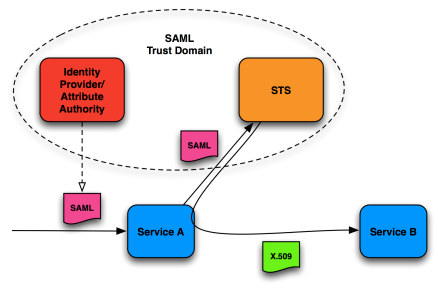 SAML
Trust Domain
Identity
Provider/
Attribute
Authority
STS
SAML
SAML
Service A
Service B
X.509